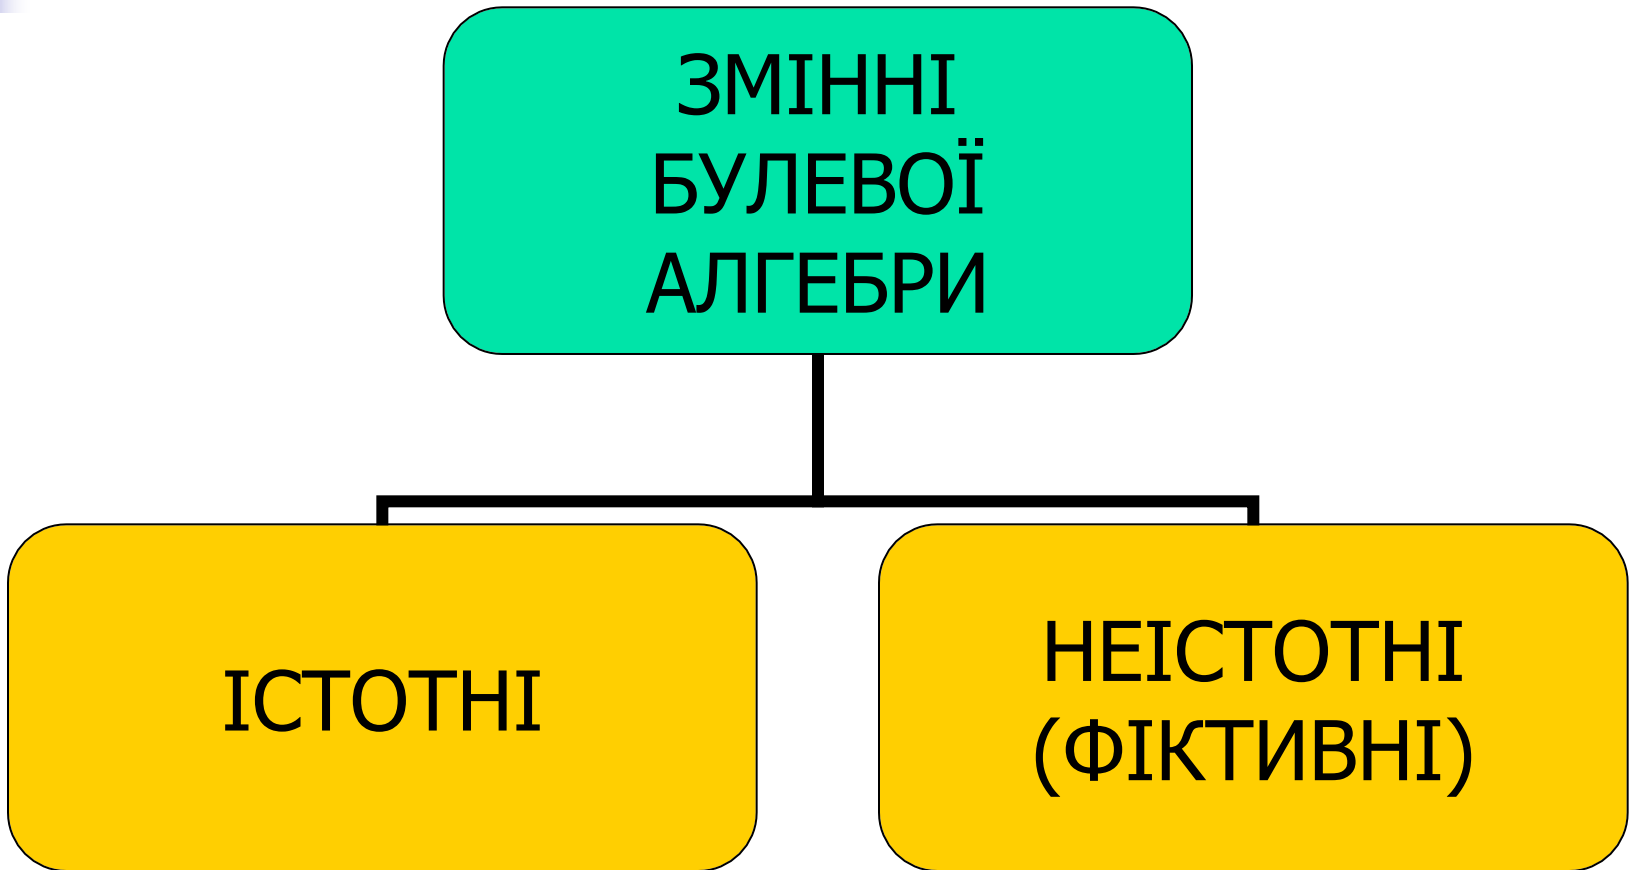 ЗМІННІ
БУЛЕВОЇ
АЛГЕБРИ
ІСТОТНІ
НЕІСТОТНІ
(ФІКТИВНІ)